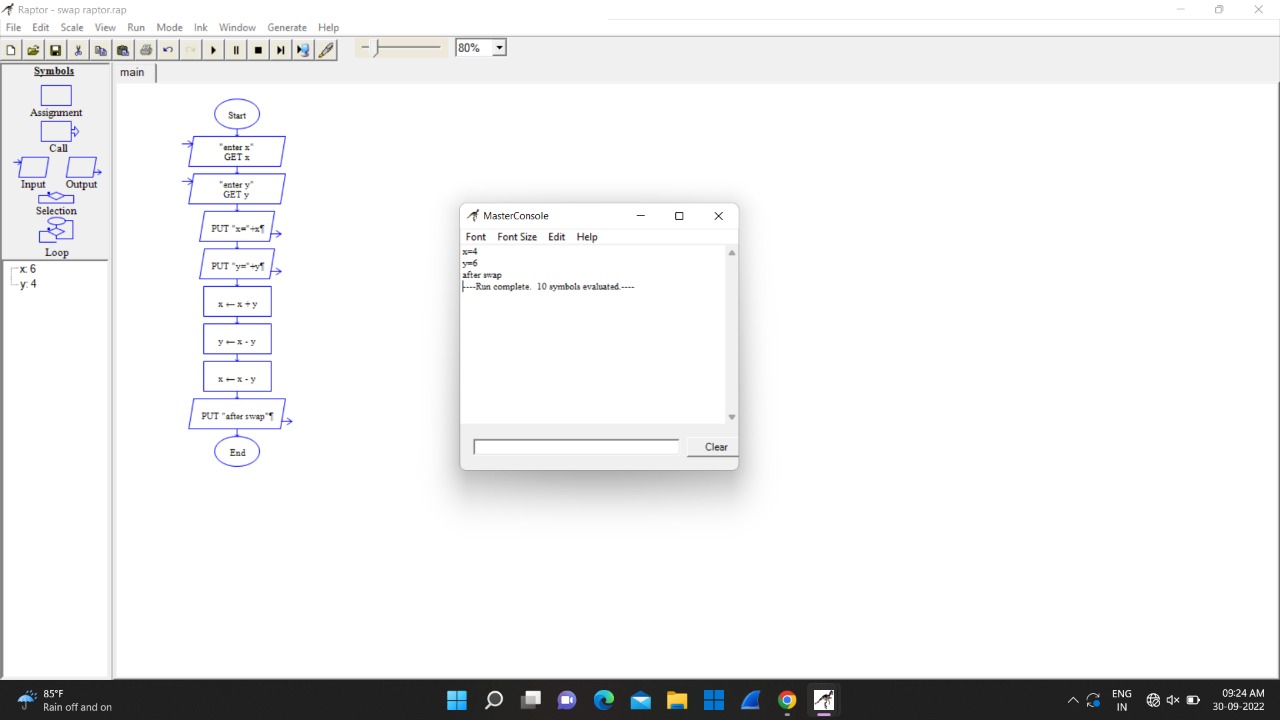 Raptor - swap raptor.rap
File Edit Scale View Run Mode Ink Window Generate Help
80%
Symbols
main
Assignment
Call
Input Output
Selection
Loop
x: 6
y: 4
Start
"enter x"
GET x
"enter y"
GET y
PUT "x="+x¶
PUT "y="+y¶
x ← x + y
y ← x - y
x ← x - y
PUT "after swap"¶
End
MasterConsole
Font Font Size Edit Help
x=4
y=6
after swap
----Run complete. 10 symbols evaluated.----
Clear
85°F
Rain off and on
ENG
IN
09:24 AM
30-09-2022